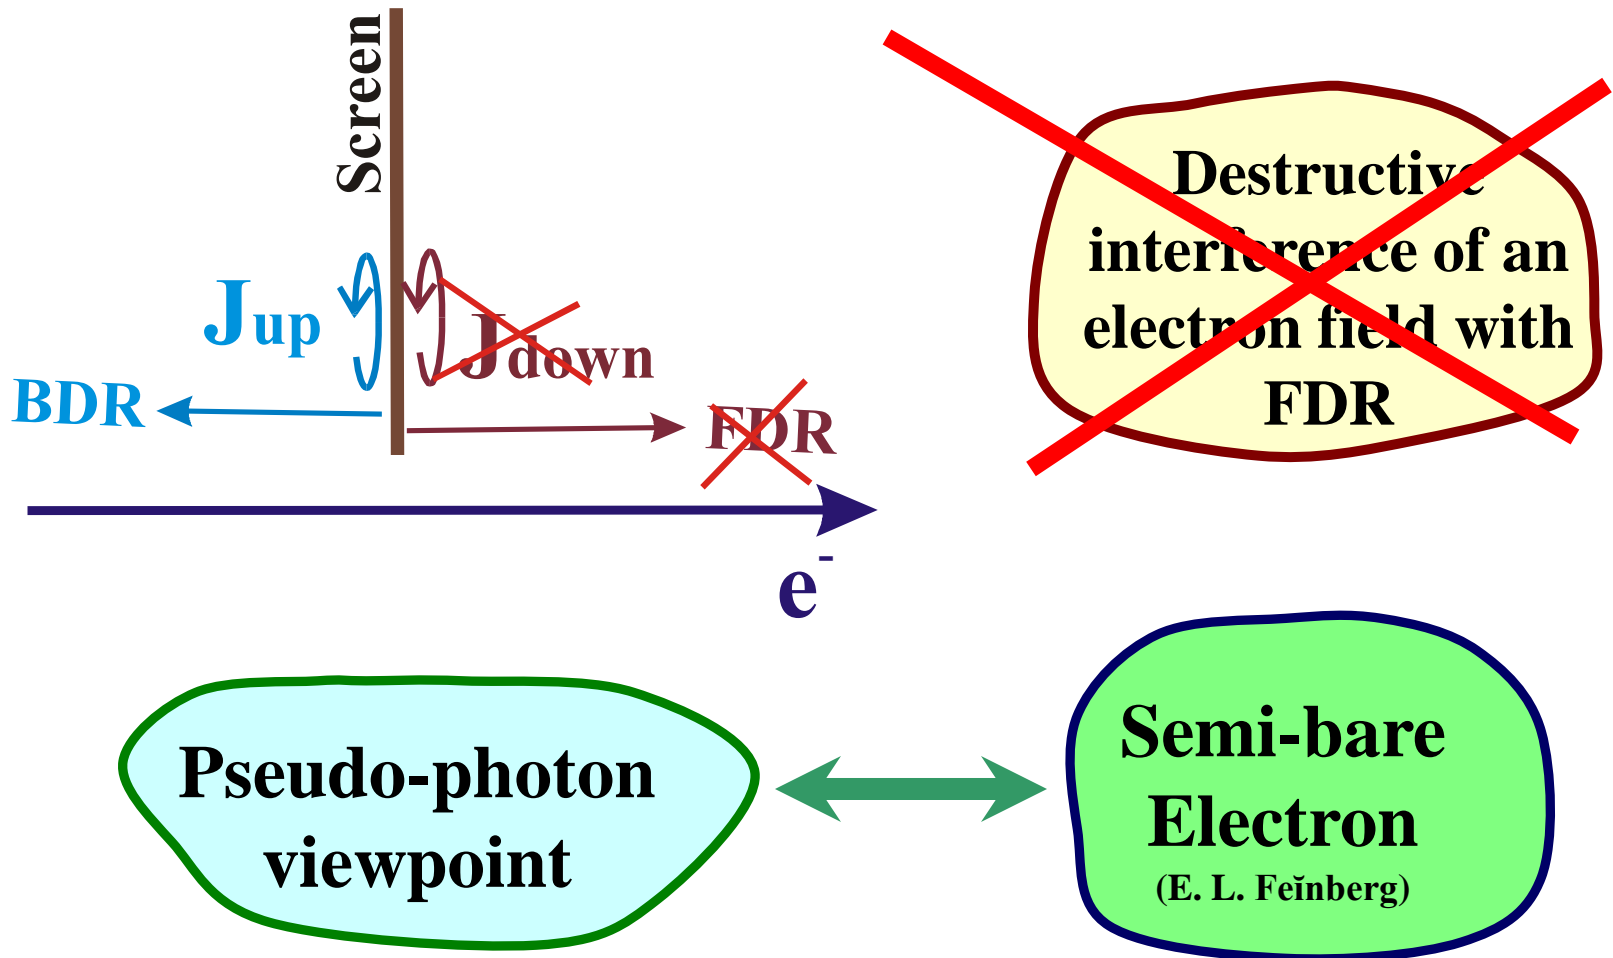 Screen
Jup
Jdown
BDR
FDR
e-
Destructive
interference of an
electron field with
FDR
Pseudo-photon
viewpoint
Semi-bare
Electron
(E. L. Feĭnberg)